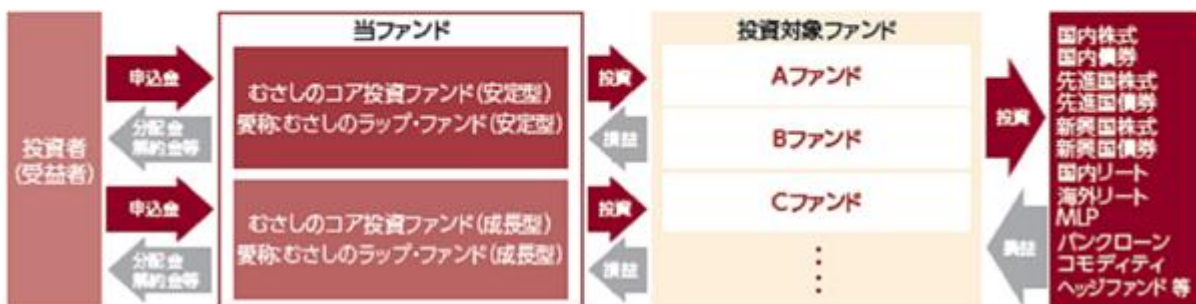 投資者
(受益者)
申込金
分配金
解約金等
申込金
分配金
解約金等
当ファンド
むさしのコア投資ファンド(安定型)
愛称:むさしのラップ・ファンド(安定型)
むさしのコア投資ファンド(成長型)
愛称:むさしのラップ・ファンド(成長型)
投資
損益
投資
損益
投資対象ファンド
Aファンド
Bファンド
Cファンド
投資
損益
国内株式
国内債券
先進国株式
先進国債券
新興国株式
新興国債券
国内リート
海外リート
MLP
バンクローン
コモディティ
ヘッジファンド 等